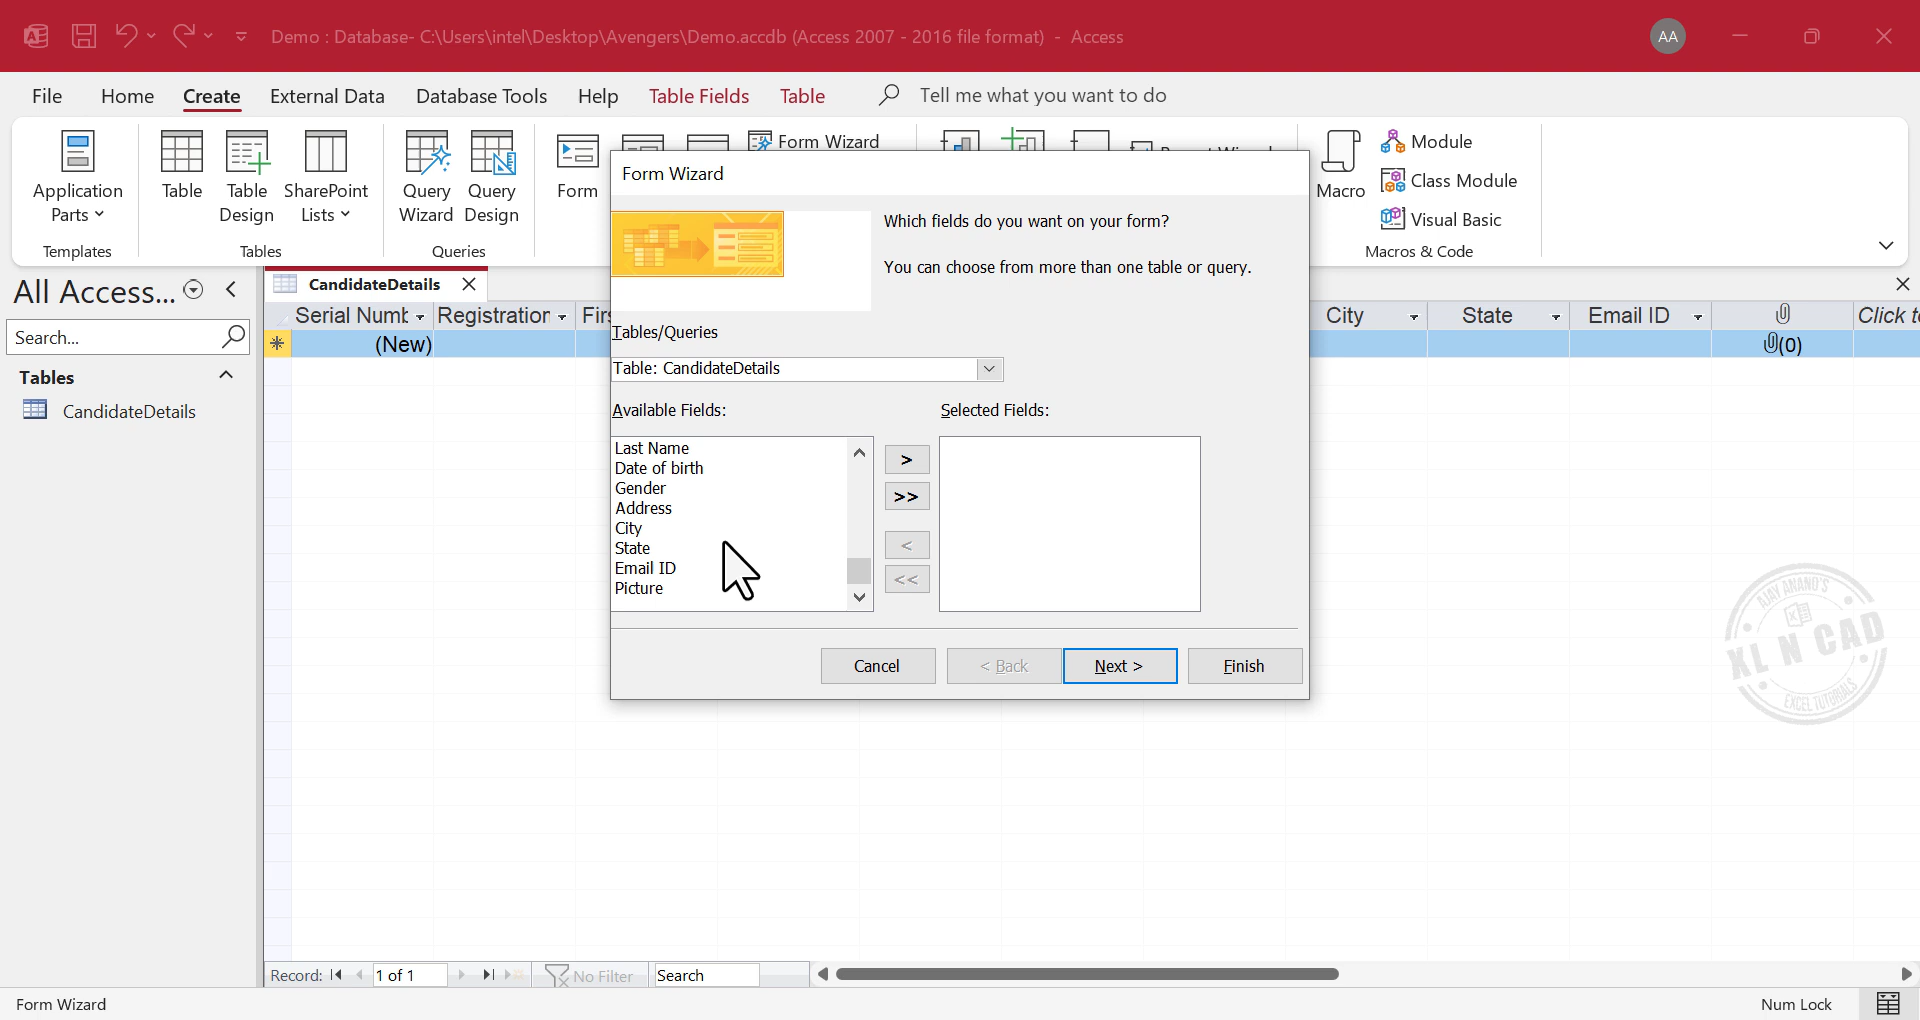 Demo : Database- C:\Users\intel\Desktop\Avengers\Demo.accdb (Access 2007 - 2016 file format) - Access
AA
File Home Create External Data Database Tools Help Table Fields Table Tell me what you want to do
Application Parts
Templates
Table
Table Design
SharePoint Lists
Tables
Query Wizard
Query Design
Queries
Form
Form Wizard
Macro
Module
Class Module
Visual Basic
Macros & Code
All Access...
Search...
Tables
CandidateDetails
CandidateDetails
Serial Numb Registration Firs City State Email ID Click t
(New) (0)
Form Wizard
Which fields do you want on your form?
You can choose from more than one table or query.
Tables/Queries
Table: CandidateDetails
Available Fields:
Selected Fields:
Last Name
Date of birth
Gender
Address
City
State
Email ID
Picture
>
>>
<
<<
Cancel < Back Next > Finish
AJAY ANAND'S
XL N CAD
EXCEL TUTORIALS
Record: 1 of 1 No Filter Search
Form Wizard
Num Lock